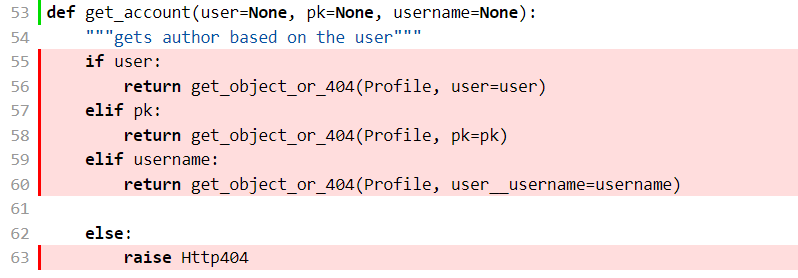 53 def get_account(user=None, pk=None, username=None):
54     """gets author based on the user"""
55     if user:
56         return get_object_or_404(Profile, user=user)
57     elif pk:
58         return get_object_or_404(Profile, pk=pk)
59     elif username:
60         return get_object_or_404(Profile, user__username=username)
61
62     else:
63         raise Http404